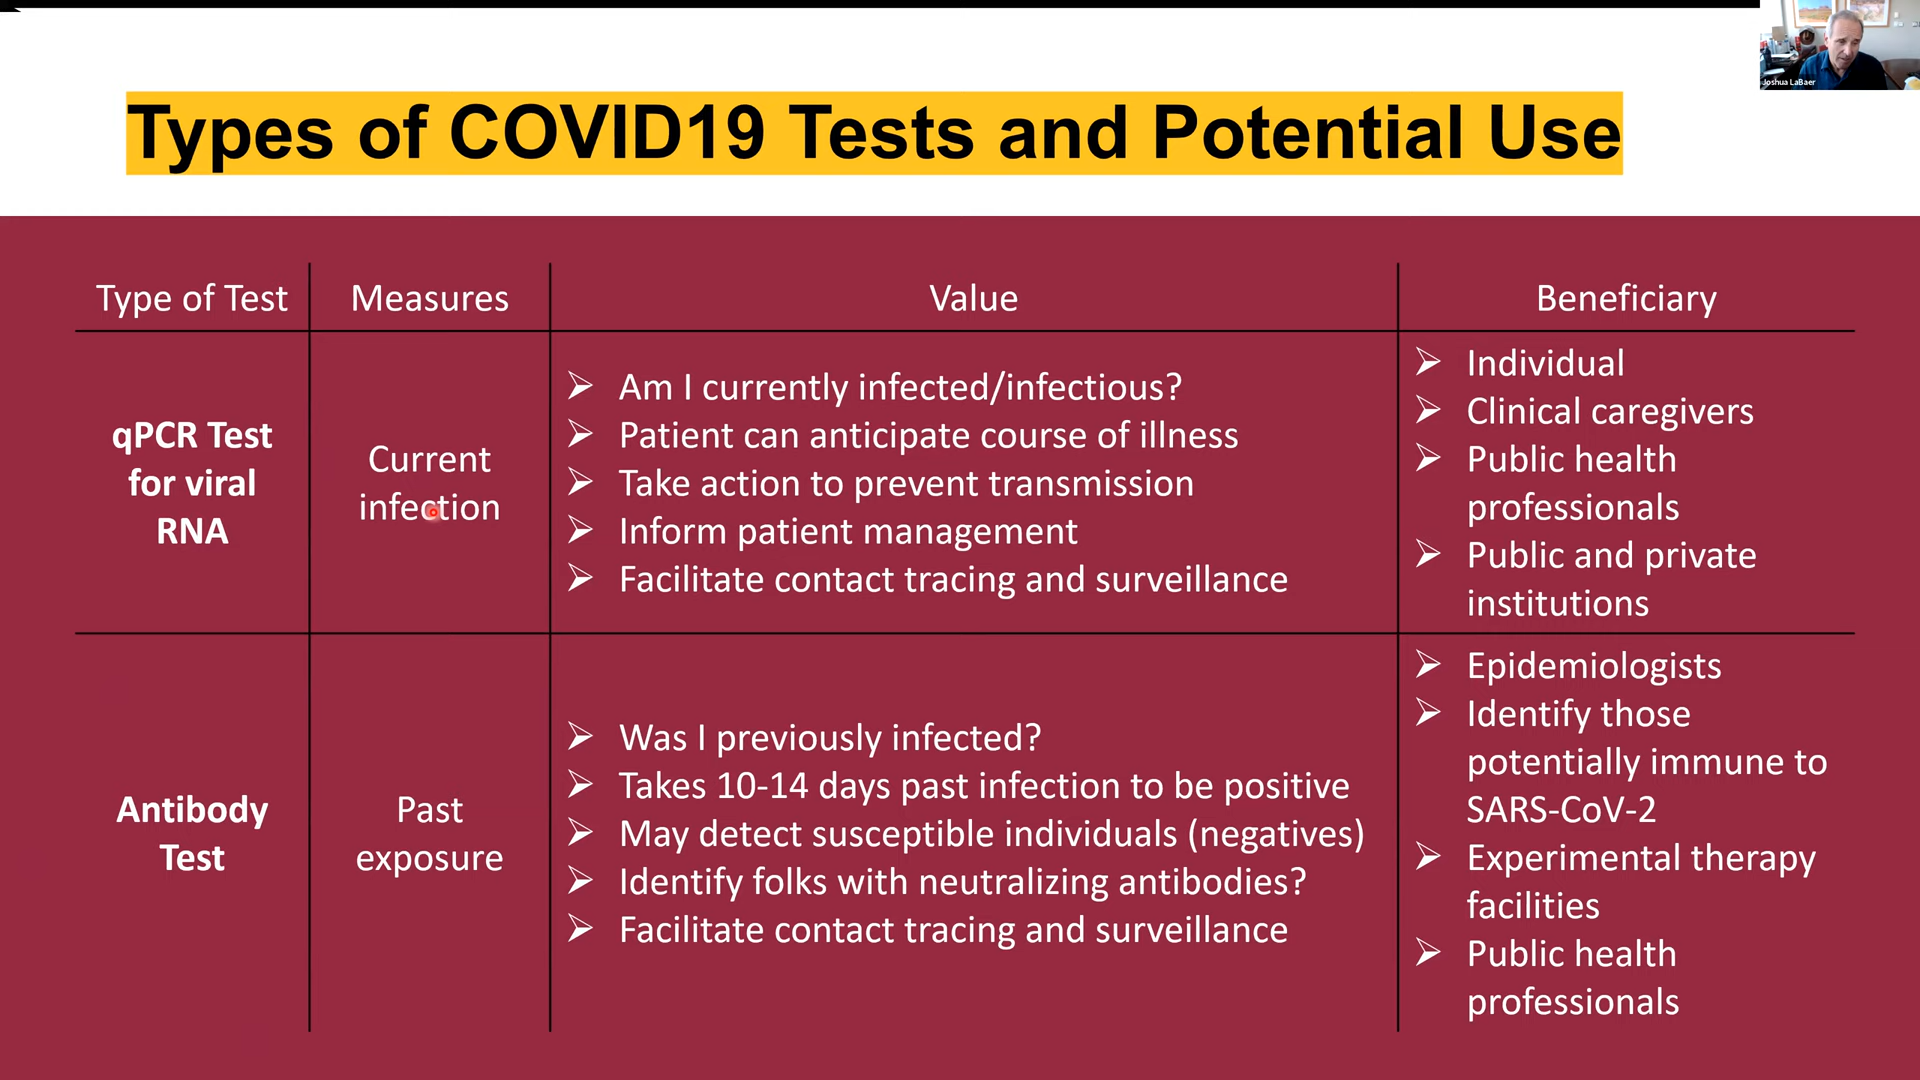 Joshua LaBaer
Types of COVID19 Tests and Potential Use
Type of Test
Measures
Value
Beneficiary
qPCR Test
for viral
RNA
Current
infection
Am I currently infected/infectious?
Patient can anticipate course of illness
Take action to prevent transmission
Inform patient management
Facilitate contact tracing and surveillance
Individual
Clinical caregivers
Public health
professionals
Public and private
institutions
Antibody
Test
Past
exposure
Was I previously infected?
Takes 10-14 days past infection to be positive
May detect susceptible individuals (negatives)
Identify folks with neutralizing antibodies?
Facilitate contact tracing and surveillance
Epidemiologists
Identify those
potentially immune to
SARS-CoV-2
Experimental therapy
facilities
Public health
professionals